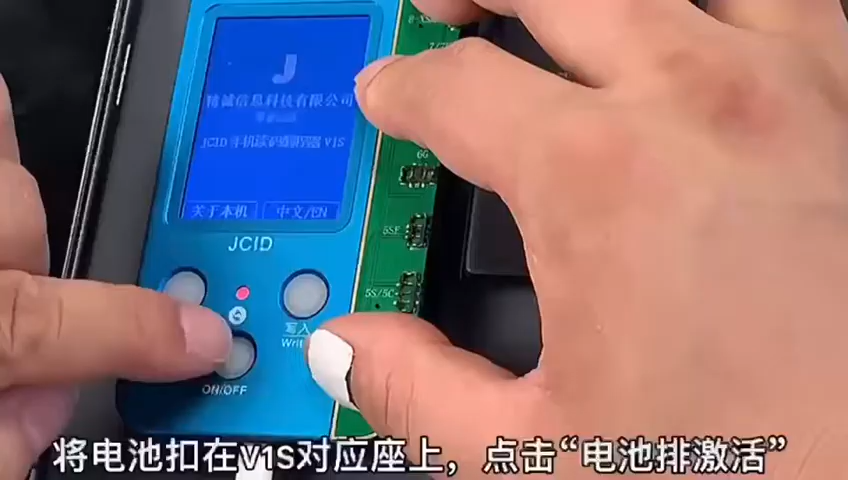 J
精诚信息科技有限公司
JCID 手机读码编程器 V1S
关于本机
中文/EN
JCID
6G
5SE
5S/5C
写入
ON/OFF
将电池扣在V1S对应座上，点击“电池排激活”